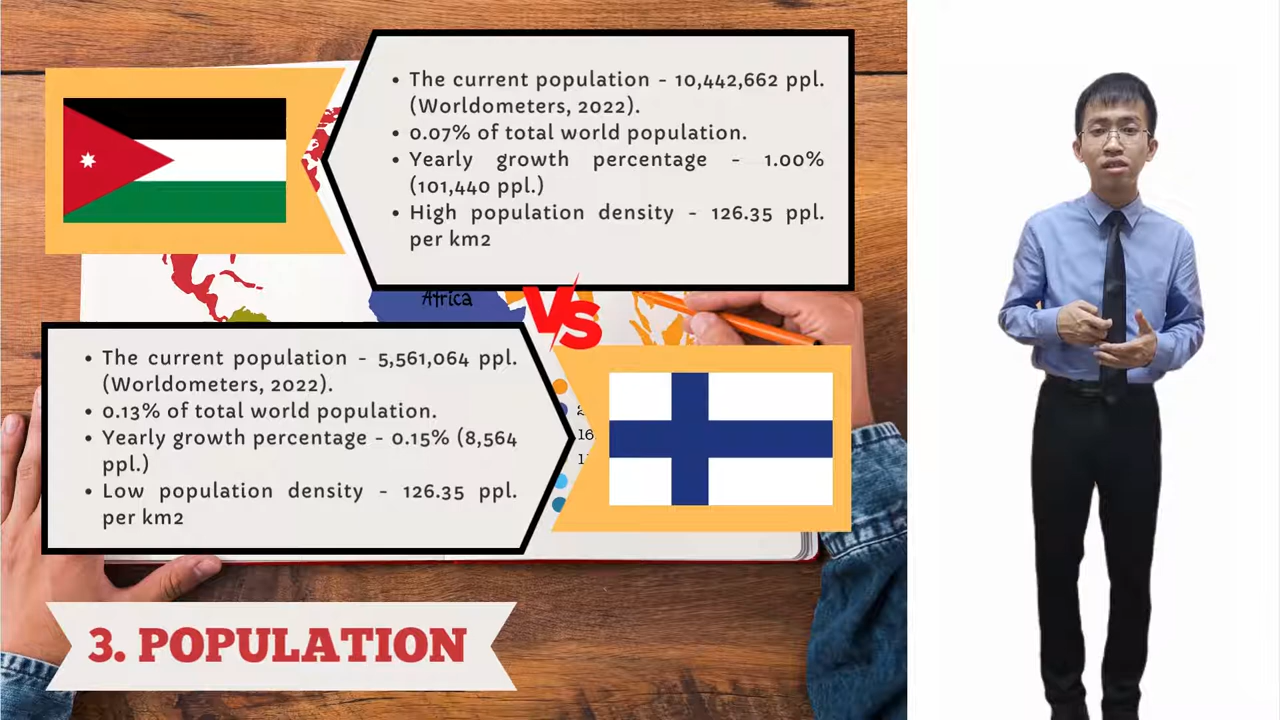 • The current population - 10,442,662 ppl.
(Worldometers, 2022).
• 0.07% of total world population.
• Yearly growth percentage - 1.00%
(101,440 ppl.)
• High population density - 126.35 ppl.
per km2
Africa
VS
• The current population - 5,561,064 ppl.
(Worldometers, 2022).
• 0.13% of total world population.
• Yearly growth percentage - 0.15% (8,564
ppl.)
• Low population density - 126.35 ppl.
per km2
16
3. POPULATION